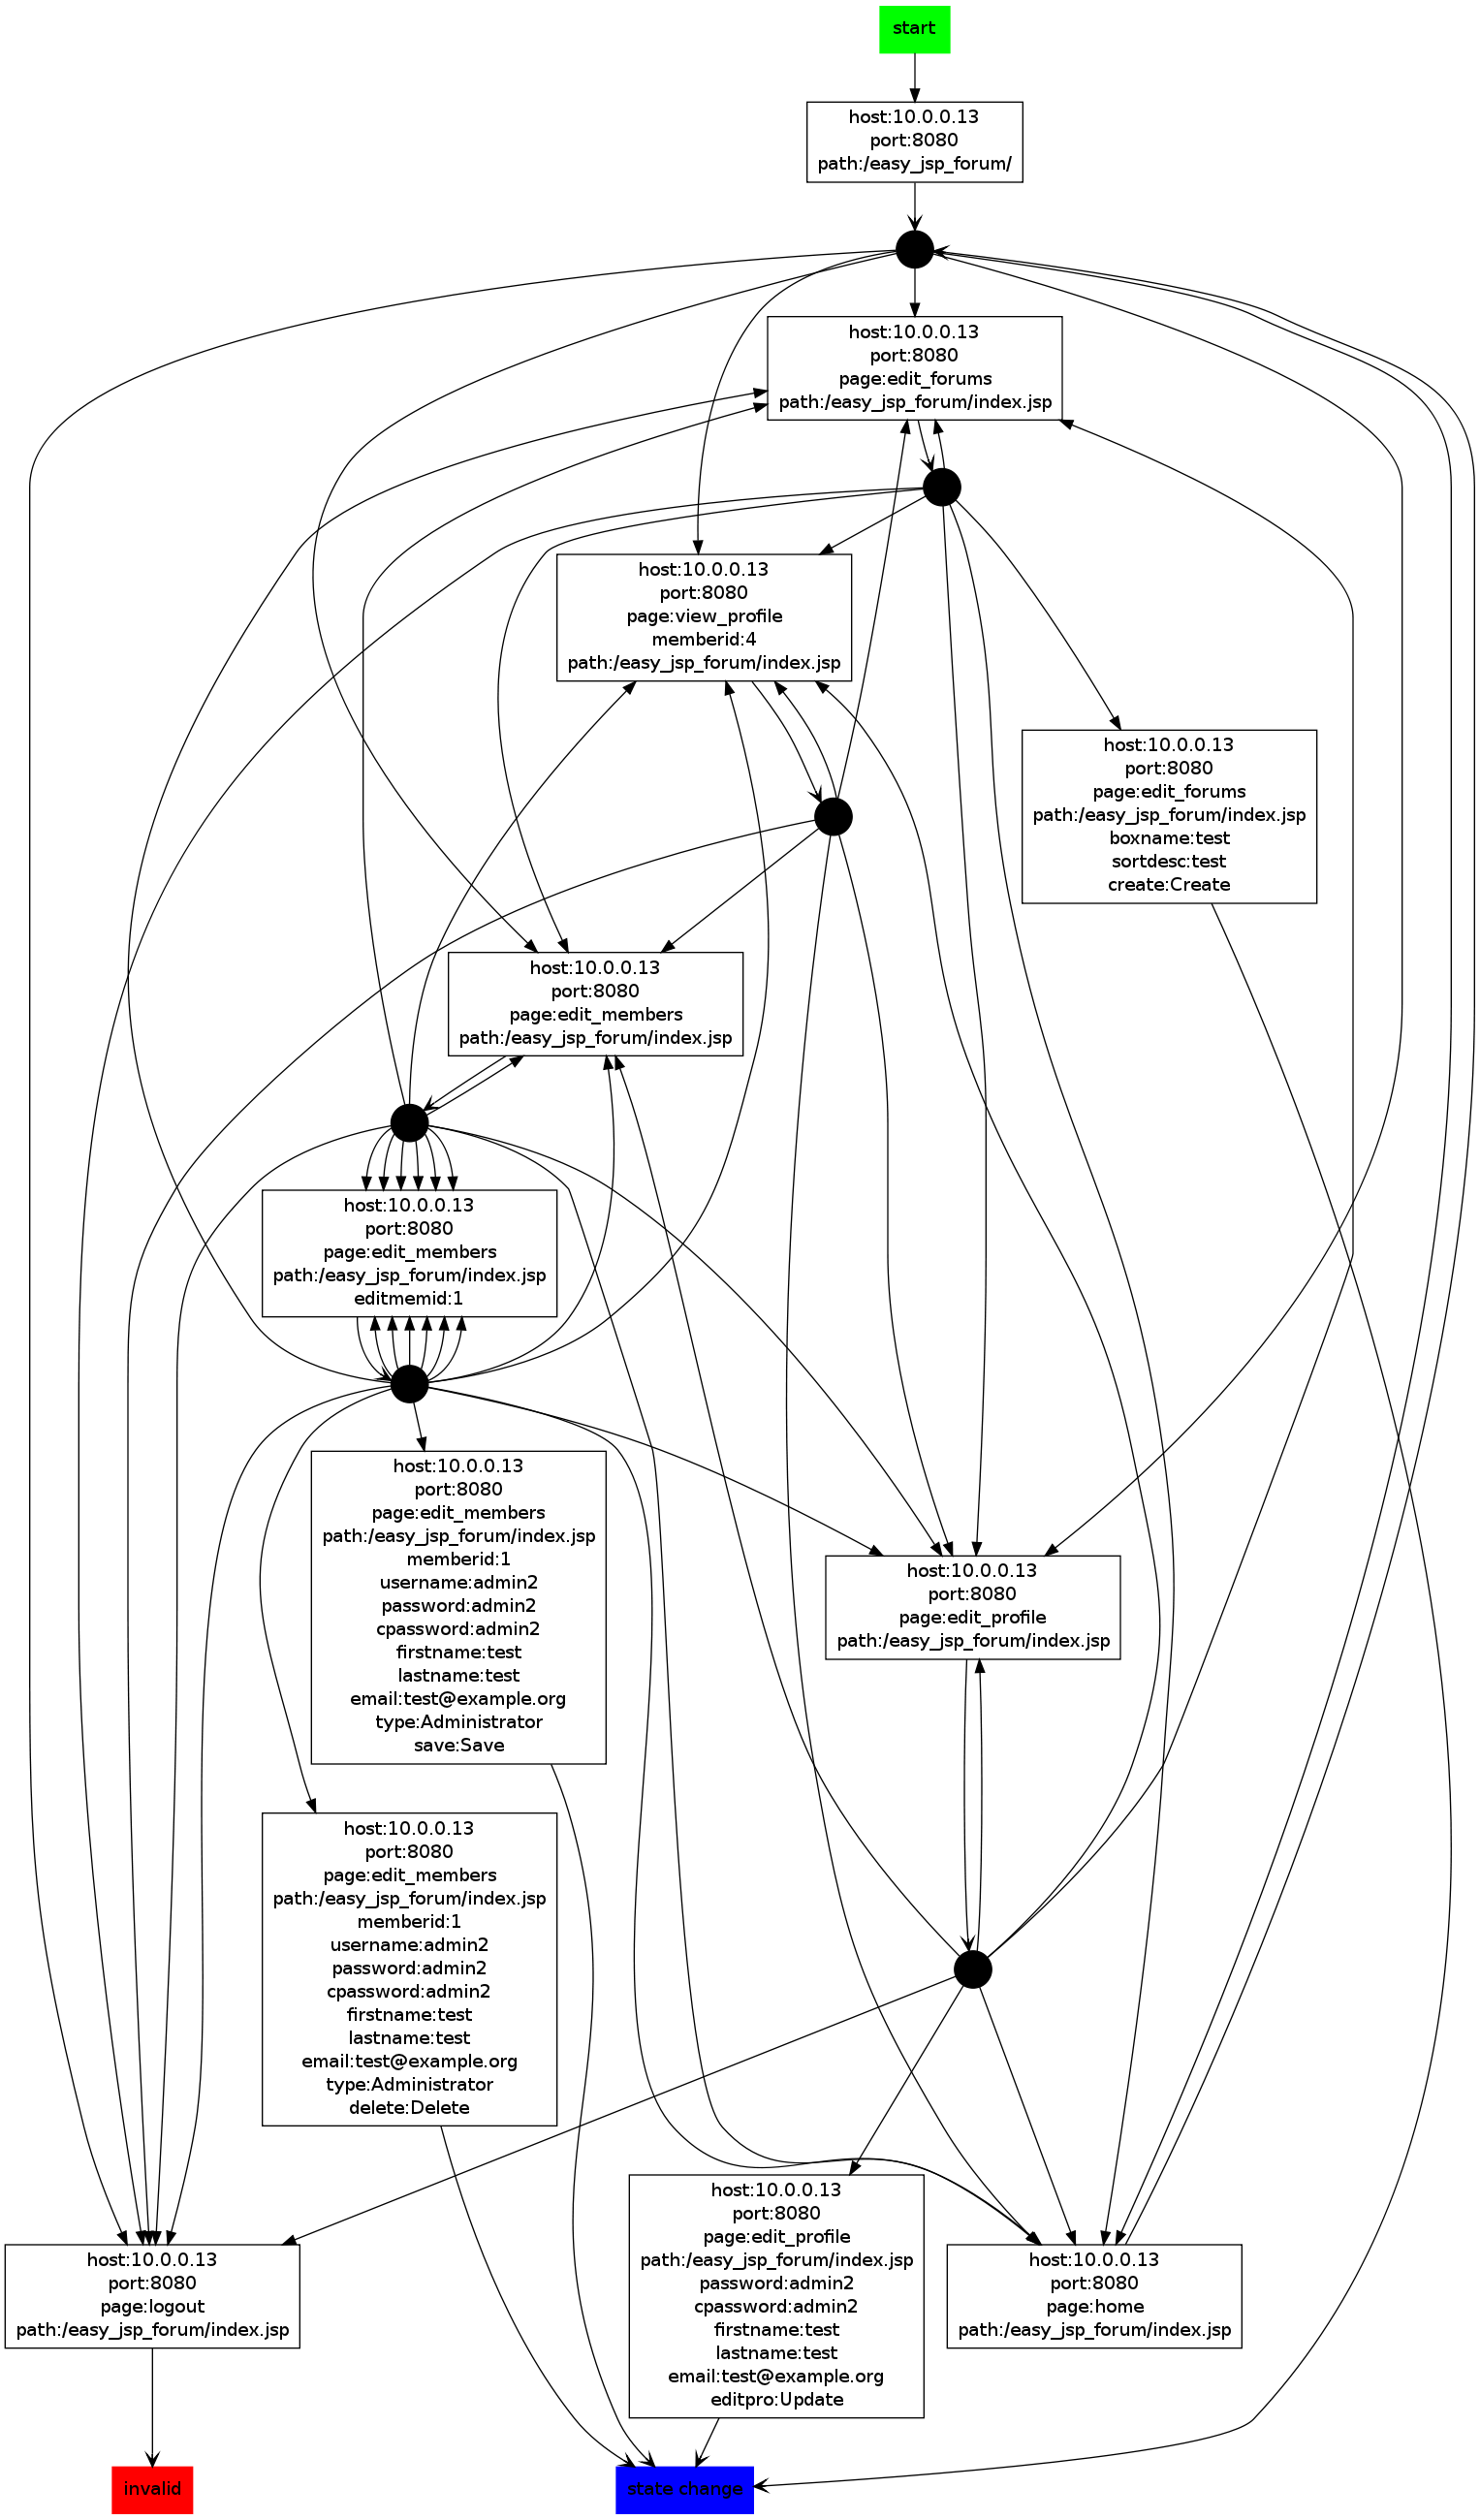 start
host:10.0.0.13
port:8080
path:/easy_jsp_forum/
host:10.0.0.13
port:8080
page:edit_forums
path:/easy_jsp_forum/index.jsp
host:10.0.0.13
port:8080
page:view_profile
memberid:4
path:/easy_jsp_forum/index.jsp
host:10.0.0.13
port:8080
page:edit_forums
path:/easy_jsp_forum/index.jsp
boxname:test
sortdesc:test
create:Create
host:10.0.0.13
port:8080
page:edit_members
path:/easy_jsp_forum/index.jsp
host:10.0.0.13
port:8080
page:edit_members
path:/easy_jsp_forum/index.jsp
editmemid:1
host:10.0.0.13
port:8080
page:edit_members
path:/easy_jsp_forum/index.jsp
memberid:1
username:admin2
password:admin2
cpassword:admin2
firstname:test
lastname:test
email:test@example.org
type:Administrator
save:Save
host:10.0.0.13
port:8080
page:edit_profile
path:/easy_jsp_forum/index.jsp
host:10.0.0.13
port:8080
page:edit_members
path:/easy_jsp_forum/index.jsp
memberid:1
username:admin2
password:admin2
cpassword:admin2
firstname:test
lastname:test
email:test@example.org
type:Administrator
delete:Delete
host:10.0.0.13
port:8080
page:logout
path:/easy_jsp_forum/index.jsp
host:10.0.0.13
port:8080
page:edit_profile
path:/easy_jsp_forum/index.jsp
password:admin2
cpassword:admin2
firstname:test
lastname:test
email:test@example.org
editpro:Update
host:10.0.0.13
port:8080
page:home
path:/easy_jsp_forum/index.jsp
invalid
state change